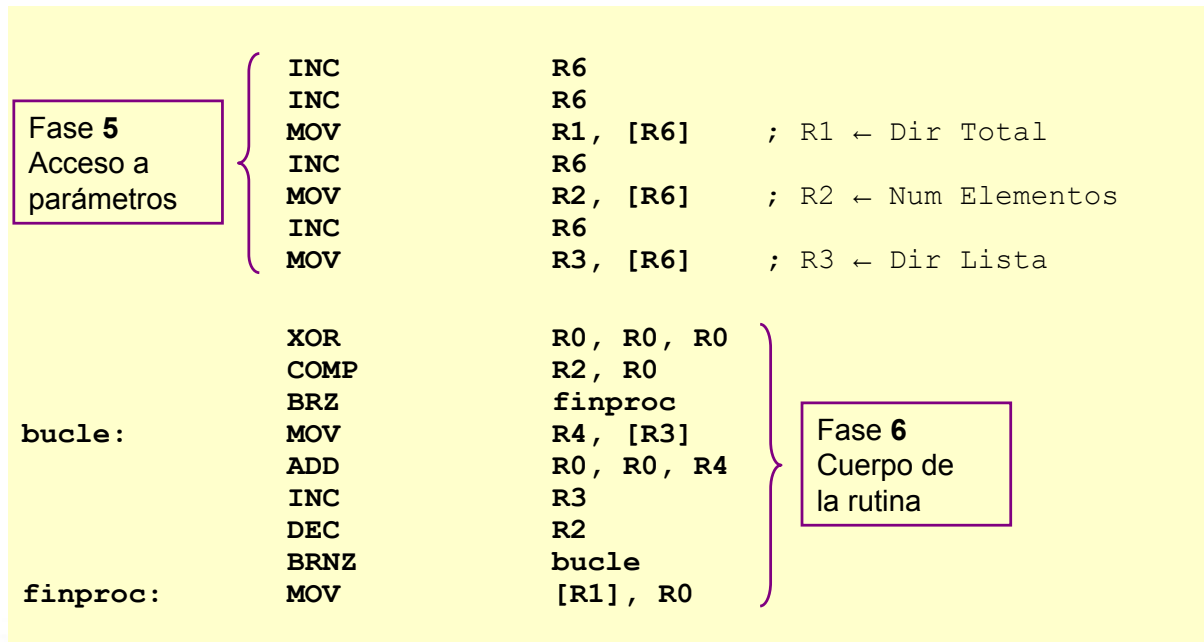 INC R6
INC R6
MOV R1, [R6] ; R1 ← Dir Total
INC R6
MOV R2, [R6] ; R2 ← Num Elementos
INC R6
MOV R3, [R6] ; R3 ← Dir Lista
Fase 5
Acceso a
parámetros
XOR R0, R0, R0
COMP R2, R0
BRZ finproc
bucle: MOV R4, [R3]
ADD R0, R0, R4
INC R3
DEC R2
BRNZ bucle
finproc: MOV [R1], R0
Fase 6
Cuerpo de
la rutina